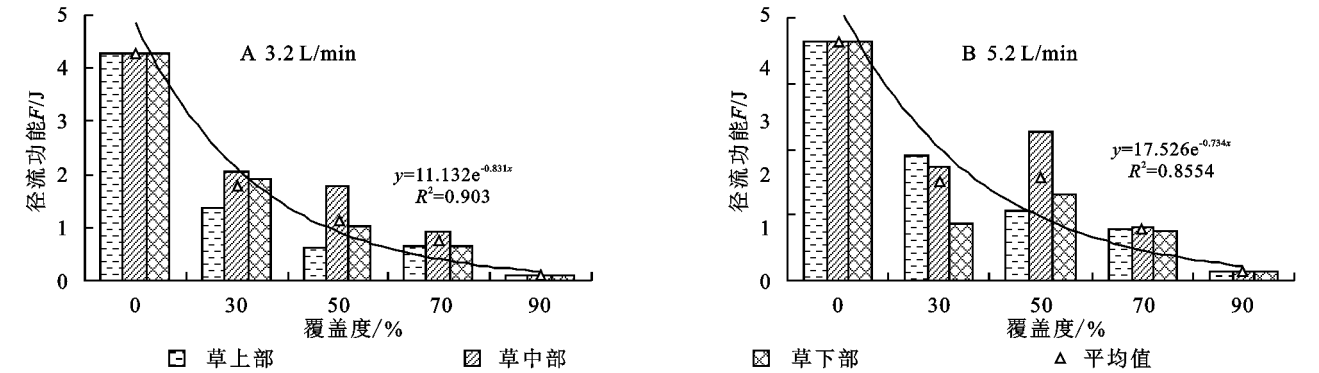 A 3.2 L/min
径流功能F/J
5
4
3
2
1
0
y=11.132e^-0.831x
R²=0.903
0 30 50 70 90
覆盖度/%
B 5.2 L/min
径流功能F/J
5
4
3
2
1
0
y=17.526e^-0.734x
R²=0.8554
0 30 50 70 90
覆盖度/%
草上部 草中部 草下部 平均值